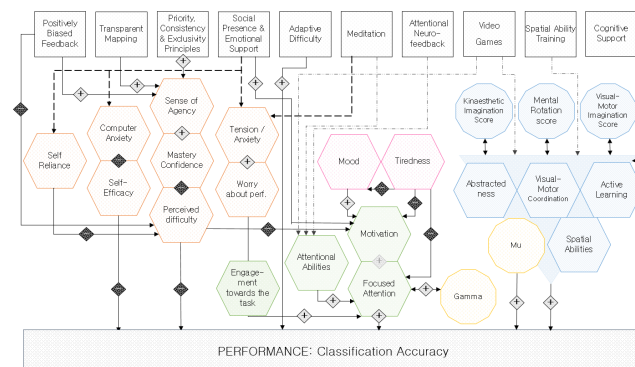 Positively
Biased
Feedback
Transparent
Mapping
Priority,
Consistency
& Exclusivity
Principles
Social
Presence &
Emotional
Support
Adaptive
Difficulty
Meditation
Attentional
Neuro-
feedback
Video
Games
Spatial Ability
Training
Cognitive
Support
Sense of
Agency
Computer
Anxiety
Tension /
Anxiety
Self
Reliance
Mastery
Confidence
Self-
Efficacy
Worry
about perf.
Perceived
difficulty
Mood
Tiredness
Motivation
Attentional
Abilities
Focused
Attention
Engage-
ment
towards the
task
Gamma
Kinaesthetic
Imagination
Score
Mental
Rotation
score
Visual-
Motor
Imagination
Score
Abstracted
ness
Visual-
Motor
Coordination
Active
Learning
Mu
Spatial
Abilities
PERFORMANCE: Classification Accuracy